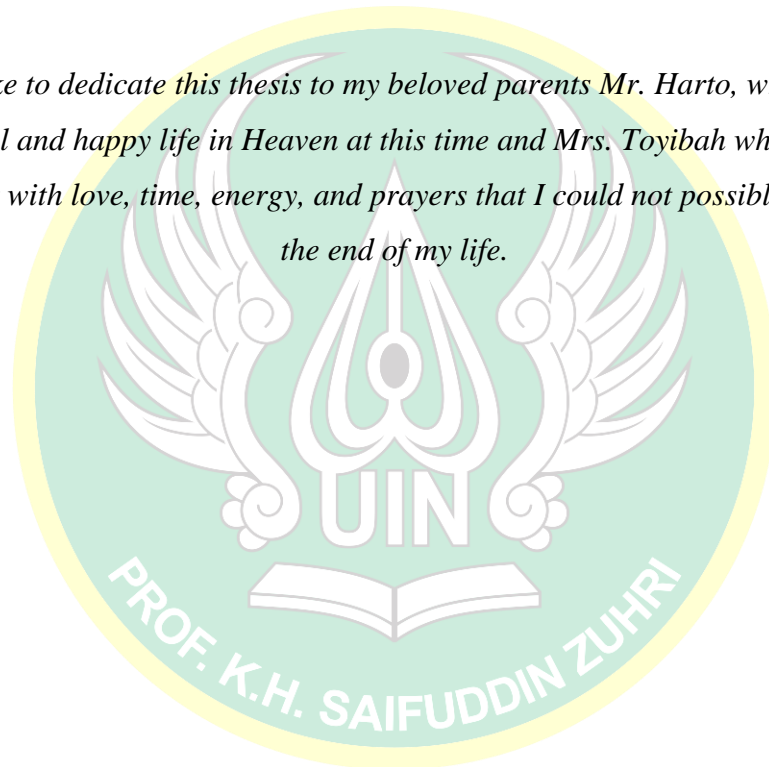 ke to dedicate this thesis to my beloved parents Mr. Harto, w
l and happy life in Heaven at this time and Mrs. Toyibah wh
with love, time, energy, and prayers that I could not possibl
the end of my life.
UIN
PROF. K.H. SAIFUDDIN ZUHRI